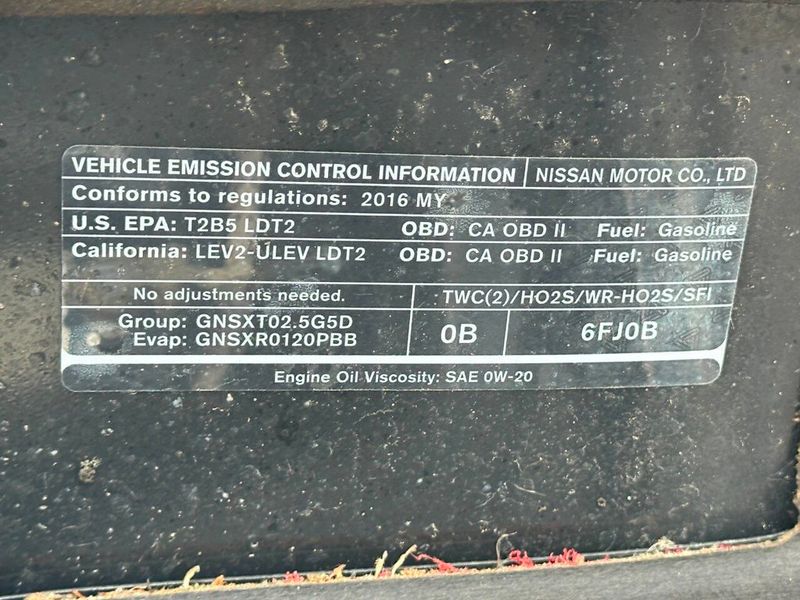 VEHICLE EMISSION CONTROL INFORMATION NISSAN MOTOR CO., LTD
Conforms to regulations: 2016 MY
U.S. EPA: T2B5 LDT2 OBD: CA OBD II Fuel: Gasoline
California: LEV2-ULEV LDT2 OBD: CA OBD II Fuel: Gasoline
No adjustments needed. TWC(2)/HO2S/WR-HO2S/SFI
Group: GNSXT02.5G5D
Evap: GNSXR0120PBB
0B 6FJ0B
Engine Oil Viscosity: SAE 0W-20